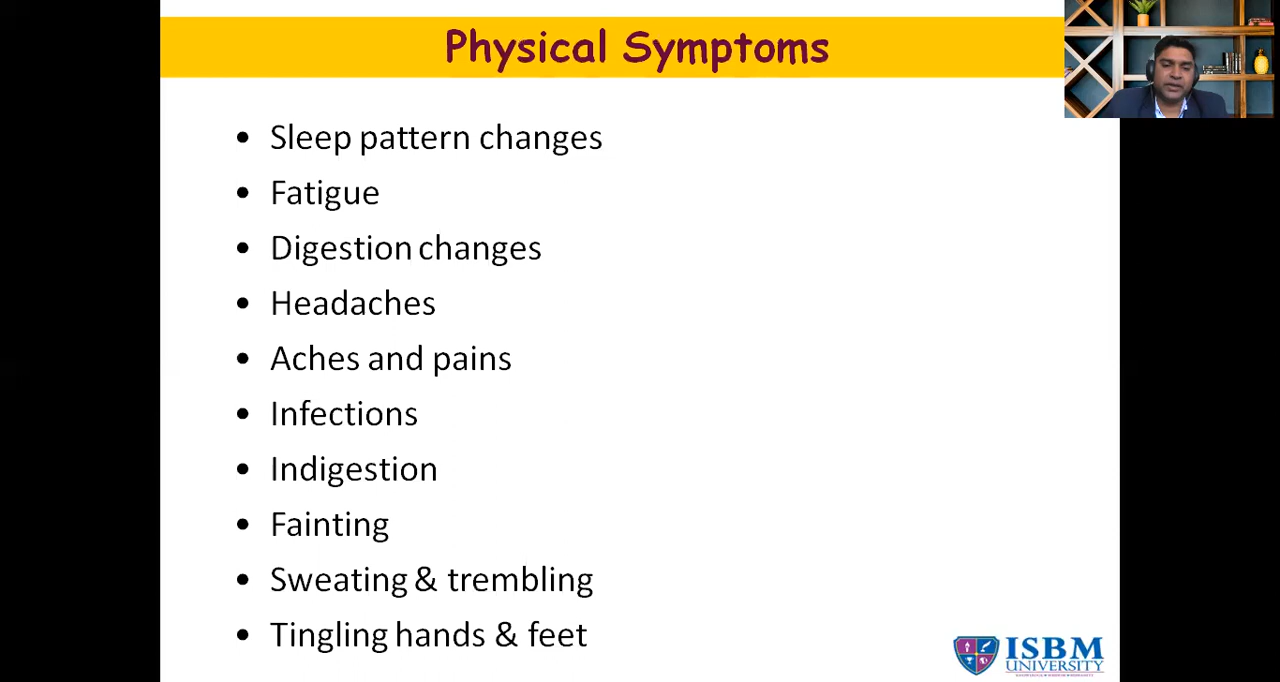 Physical Symptoms
• Sleep pattern changes
• Fatigue
• Digestion changes
• Headaches
• Aches and pains
• Infections
• Indigestion
• Fainting
• Sweating & trembling
• Tingling hands & feet
ISBM
UNIVERSITY